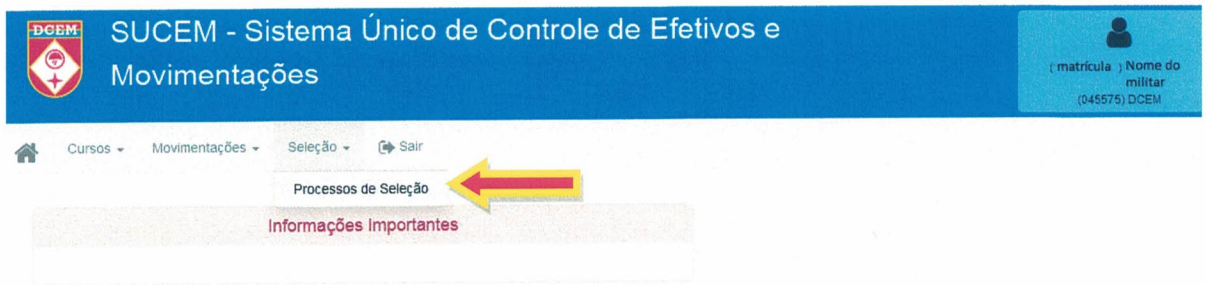 DCEM
SUCEM - Sistema Único de Controle de Efetivos e
Movimentações
( matrícula ) Nome do
militar
(045575) DCEM
Cursos Movimentações Seleção Sair
Processos de Seleção
Informações Importantes